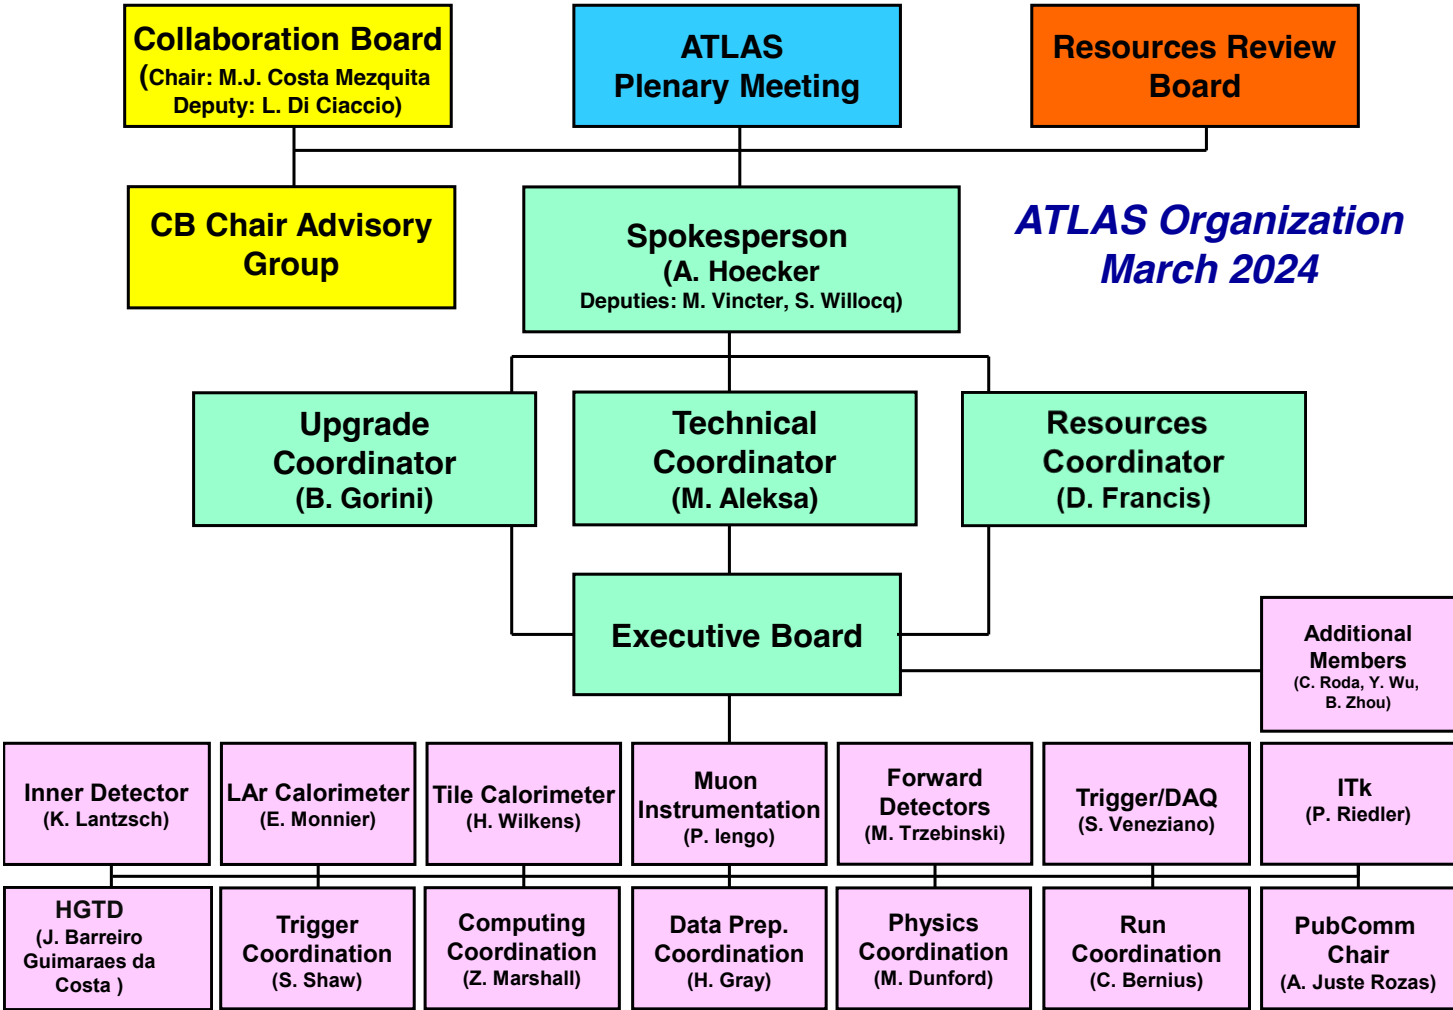 Collaboration Board
(Chair: M.J. Costa Mezquita
Deputy: L. Di Ciaccio)
ATLAS
Plenary Meeting
Resources Review
Board
CB Chair Advisory
Group
Spokesperson
(A. Hoecker
Deputies: M. Vincter, S. Willocq)
ATLAS Organization
March 2024
Upgrade
Coordinator
(B. Gorini)
Technical
Coordinator
(M. Aleksa)
Resources
Coordinator
(D. Francis)
Executive Board
Additional
Members
(C. Roda, Y. Wu,
B. Zhou)
Inner Detector
(K. Lantzsch)
LAr Calorimeter
(E. Monnier)
Tile Calorimeter
(H. Wilkens)
Muon
Instrumentation
(P. Iengo)
Forward
Detectors
(M. Trzebinski)
Trigger/DAQ
(S. Veneziano)
ITk
(P. Riedler)
HGTD
(J. Barreiro
Guimaraes da
Costa )
Trigger
Coordination
(S. Shaw)
Computing
Coordination
(Z. Marshall)
Data Prep.
Coordination
(H. Gray)
Physics
Coordination
(M. Dunford)
Run
Coordination
(C. Bernius)
PubComm
Chair
(A. Juste Rozas)